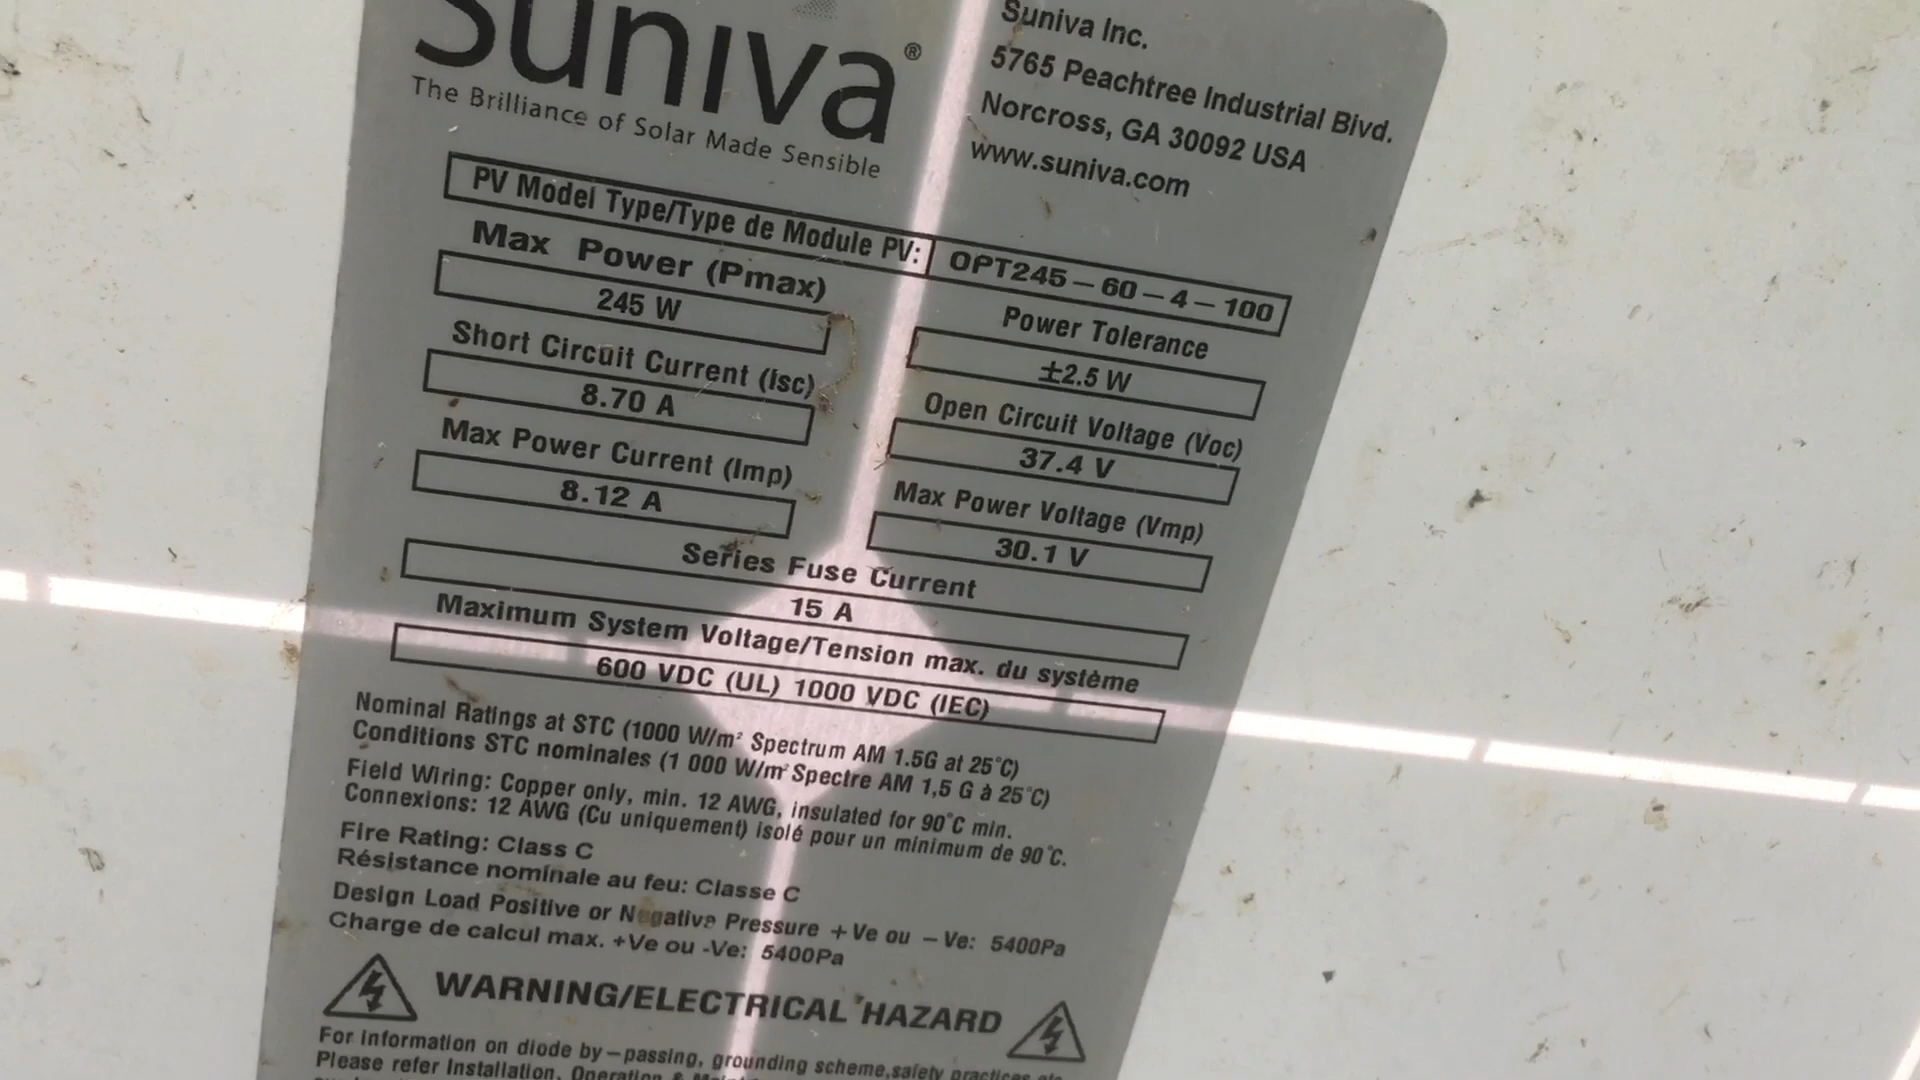 Suniva®
The Brilliance of Solar Made Sensible
Suniva Inc.
5765 Peachtree Industrial Blvd.
Norcross, GA 30092 USA
www.suniva.com
PV Model Type/Type de Module PV: OPT245-60-4-100
Max Power (Pmax)
245 W
Power Tolerance
±2.5 W
Short Circuit Current (Isc)
8.70 A
Open Circuit Voltage (Voc)
37.4 V
Max Power Current (Imp)
8.12 A
Max Power Voltage (Vmp)
30.1 V
Series Fuse Current
15 A
Maximum System Voltage/Tension max. du système
600 VDC (UL) 1000 VDC (IEC)
Nominal Ratings at STC (1000 W/m² Spectrum AM 1.5G at 25°C)
Conditions STC nominales (1 000 W/m² Spectre AM 1,5 G à 25°C)
Field Wiring: Copper only, min. 12 AWG, insulated for 90°C min.
Connexions: 12 AWG (Cu uniquement) isolé pour un minimum de 90°C.
Fire Rating: Class C
Résistance nominale au feu: Classe C
Design Load Positive or Negative Pressure +Ve ou -Ve: 5400Pa
Charge de calcul max. +Ve ou -Ve: 5400Pa
WARNING/ELECTRICAL HAZARD
For information on diode by-passing, grounding scheme,safety practices etc
Please refer Installation, Operation &